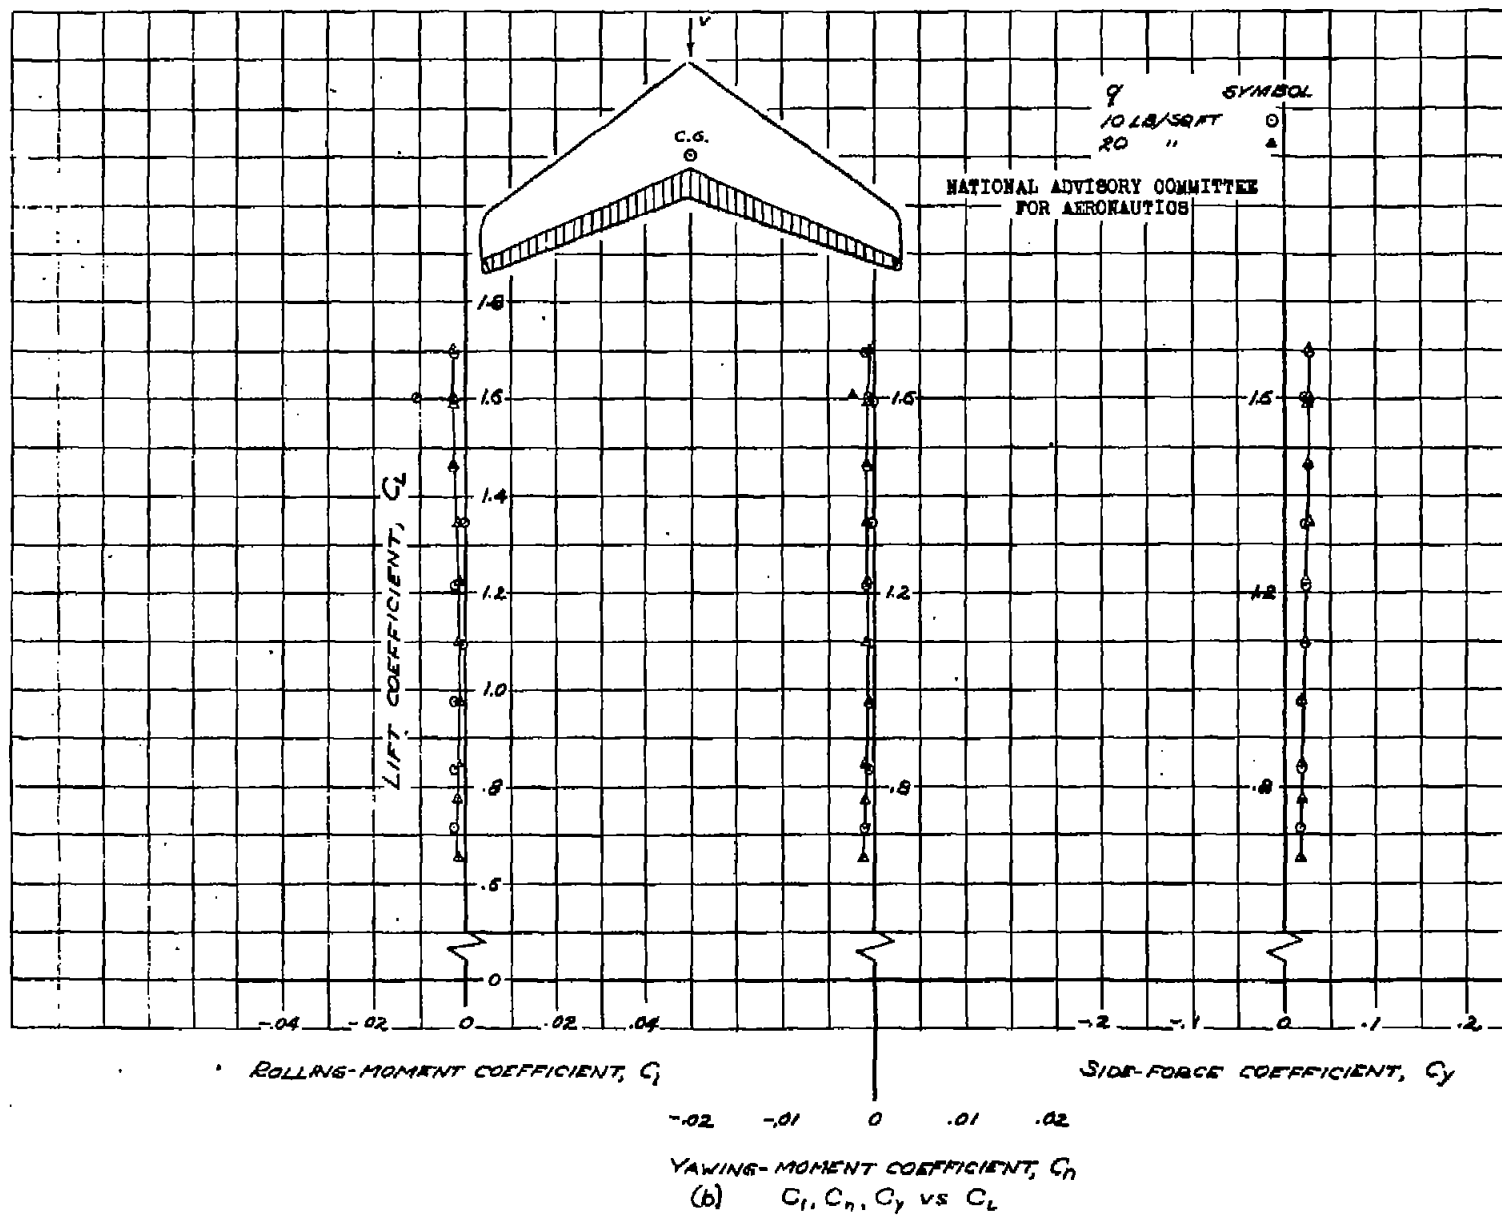 V
q SYMBOL
10 LB/SQ FT ⊙
20 " ▲
C.G.
NATIONAL ADVISORY COMMITTEE
FOR AERONAUTICS
1.8
1.6 1.6 1.6
1.4
1.2 1.2 1.2
1.0
.8 .8 .8
.6
0
LIFT COEFFICIENT, CL
-.04 -.02 0 .02 .04
-.2 -.1 0 .1 .2
ROLLING-MOMENT COEFFICIENT, Cl
SIDE-FORCE COEFFICIENT, Cy
-.02 -.01 0 .01 .02
YAWING-MOMENT COEFFICIENT, Cn
(b) Cl, Cn, Cy vs CL